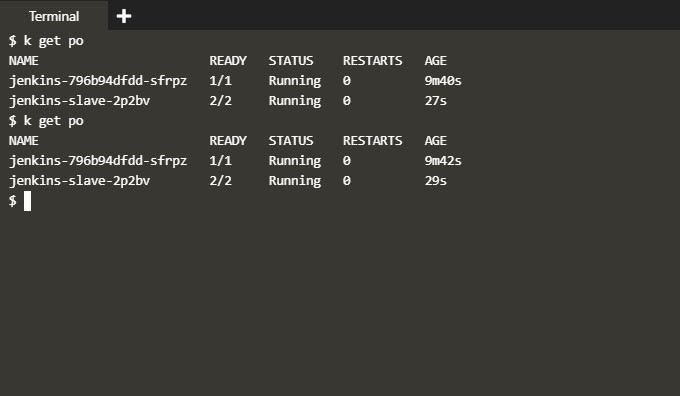 Terminal +
$ k get po
NAME READY STATUS RESTARTS AGE
jenkins-796b94dfdd-sfrpz 1/1 Running 0 9m40s
jenkins-slave-2p2bv 2/2 Running 0 27s
$ k get po
NAME READY STATUS RESTARTS AGE
jenkins-796b94dfdd-sfrpz 1/1 Running 0 9m42s
jenkins-slave-2p2bv 2/2 Running 0 29s
$